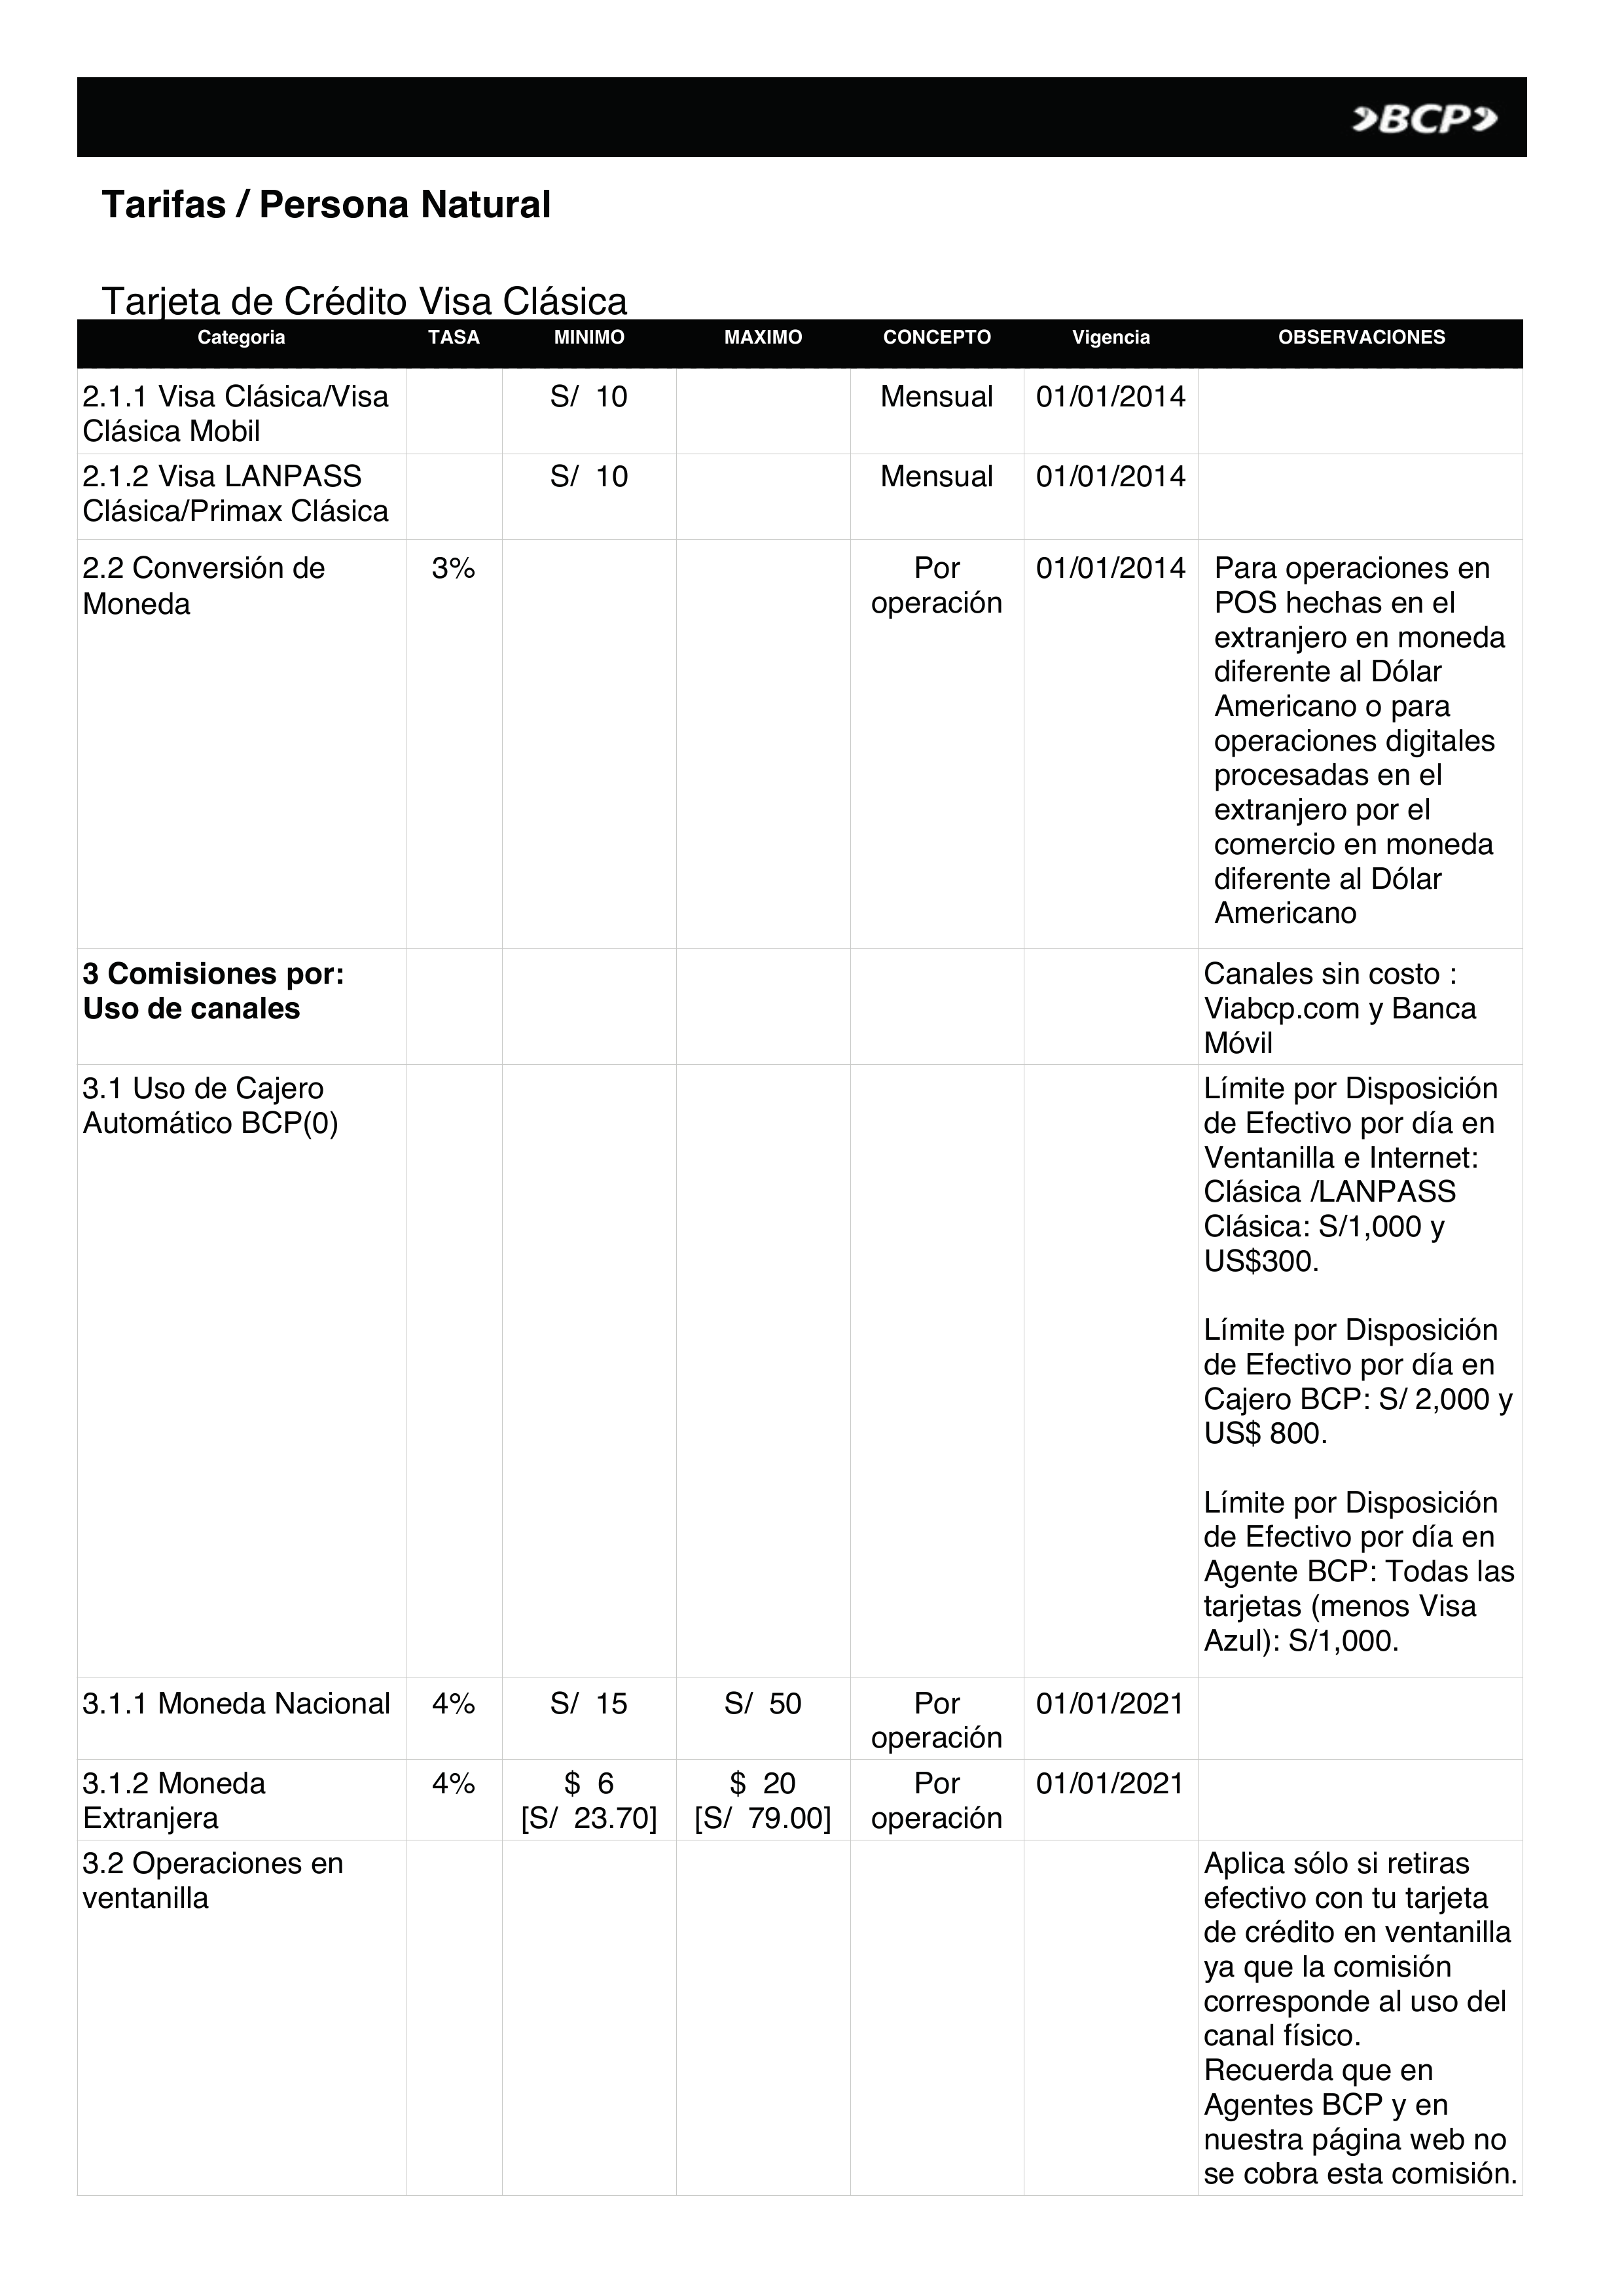 BCP
Tarifas / Persona Natural
Tarjeta de Crédito Visa Clásica
Categoria TASA MINIMO MAXIMO CONCEPTO Vigencia OBSERVACIONES
2.1.1 Visa Clásica/Visa S/ 10 Mensual 01/01/2014
Clásica Mobil
2.1.2 Visa LANPASS S/ 10 Mensual 01/01/2014
Clásica/Primax Clásica
2.2 Conversión de 3% Por 01/01/2014 Para operaciones en
Moneda operación POS hechas en el
extranjero en moneda
diferente al Dólar
Americano o para
operaciones digitales
procesadas en el
extranjero por el
comercio en moneda
diferente al Dólar
Americano
3 Comisiones por: Canales sin costo :
Uso de canales Viabcp.com y Banca
Móvil
3.1 Uso de Cajero Límite por Disposición
Automático BCP(0) de Efectivo por día en
Ventanilla e Internet:
Clásica /LANPASS
Clásica: S/1,000 y
US$300.
Límite por Disposición
de Efectivo por día en
Cajero BCP: S/ 2,000 y
US$ 800.
Límite por Disposición
de Efectivo por día en
Agente BCP: Todas las
tarjetas (menos Visa
Azul): S/1,000.
3.1.1 Moneda Nacional 4% S/ 15 S/ 50 Por 01/01/2021
operación
3.1.2 Moneda 4% $ 6 $ 20 Por 01/01/2021
Extranjera [S/ 23.70] [S/ 79.00] operación
3.2 Operaciones en Aplica sólo si retiras
ventanilla efectivo con tu tarjeta
de crédito en ventanilla
ya que la comisión
corresponde al uso del
canal físico.
Recuerda que en
Agentes BCP y en
nuestra página web no
se cobra esta comisión.